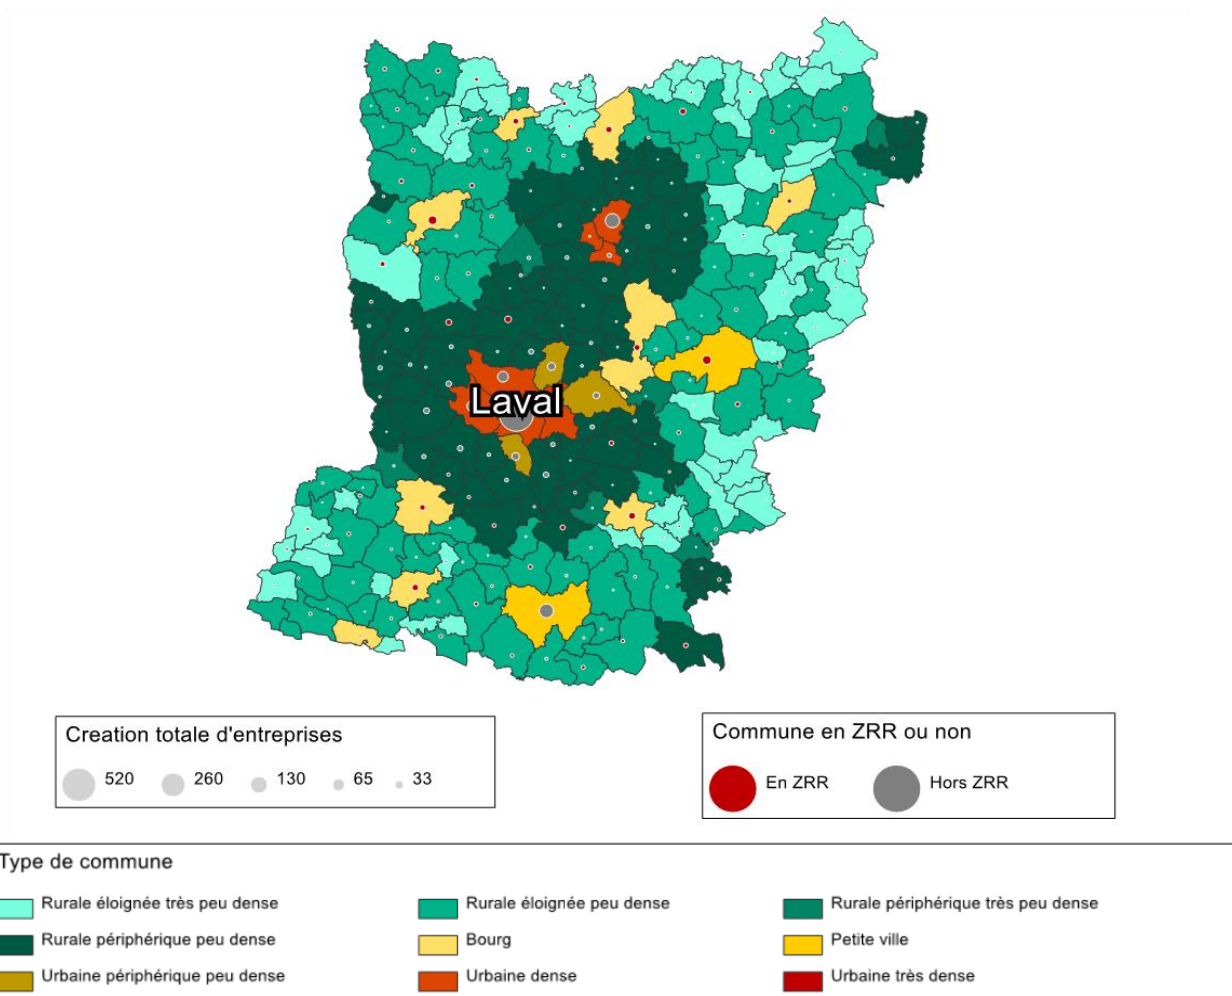 Laval
Creation totale d'entreprises
520 260 130 65 33
Commune en ZRR ou non
En ZRR Hors ZRR
Type de commune
Rurale éloignée très peu dense Rurale éloignée peu dense Rurale périphérique très peu dense
Rurale périphérique peu dense Bourg Petite ville
Urbaine périphérique peu dense Urbaine dense Urbaine très dense